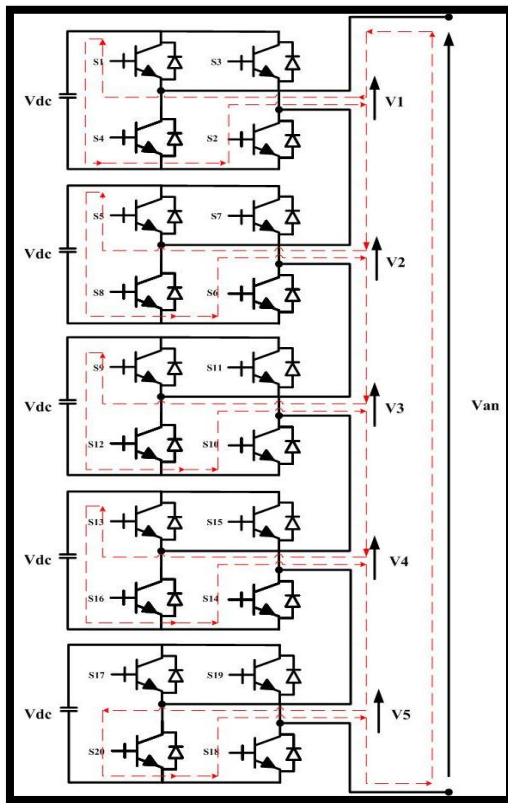 S1 S3
Vdc V1
S4 S2
S5 S7
Vdc V2
S8 S6
S9 S11
Vdc V3
Van
S12 S10
S13 S15
Vdc V4
S16 S14
S17 S19
Vdc V5
S20 S18